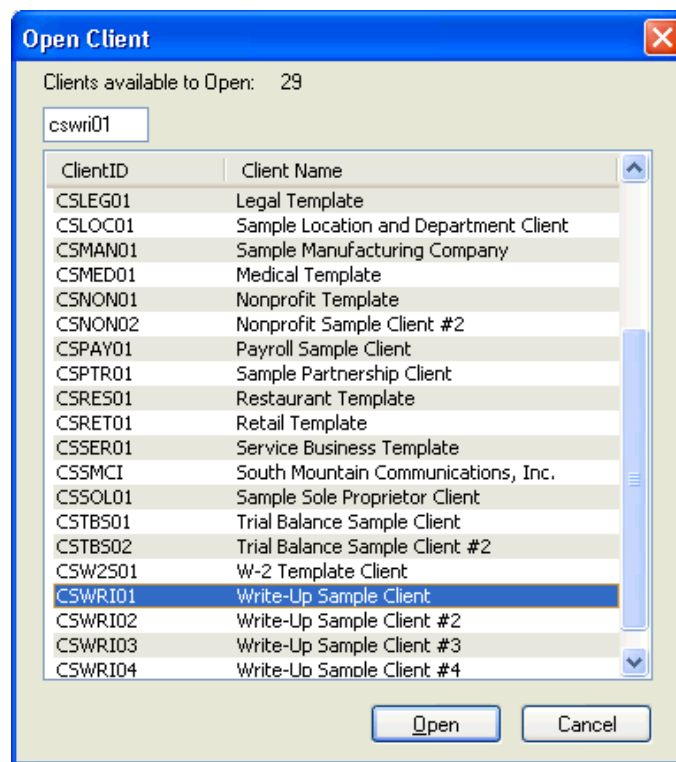 Open Client
Clients available to Open: 29
cswri01
ClientID Client Name
CSLEG01 Legal Template
CSLOC01 Sample Location and Department Client
CSMAN01 Sample Manufacturing Company
CSMED01 Medical Template
CSNON01 Nonprofit Template
CSNON02 Nonprofit Sample Client #2
CSPAY01 Payroll Sample Client
CSPTR01 Sample Partnership Client
CSRES01 Restaurant Template
CSRET01 Retail Template
CSSER01 Service Business Template
CSSMCI South Mountain Communications, Inc.
CSSOL01 Sample Sole Proprietor Client
CSTBS01 Trial Balance Sample Client
CSTBS02 Trial Balance Sample Client #2
CSW2S01 W-2 Template Client
CSWRI01 Write-Up Sample Client
CSWRI02 Write-Up Sample Client #2
CSWRI03 Write-Up Sample Client #3
CSWRI04 Write-Up Sample Client #4
Open Cancel